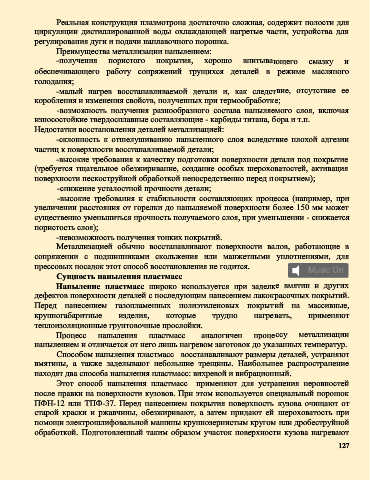 Реальная конструкция плазмотрона достаточно сложная, содержит полости для
циркуляции дистиллированной воды охлаждающей нагретые части, устройства для
регулирования дуги и подачи наплавочного порошка.
Преимущества металлизации напылением:
-получения пористого покрытия, хорошо впитывающего смазку и
обеспечивающего работу сопряжений трущихся деталей в режиме масляного
голодания;
-малый нагрев восстанавливаемой детали и, как следствие, отсутствие ее
коробления и изменения свойств, полученных при термообработке;
-возможность получения разнообразного состава напыляемого слоя, включая
износостойкие твердосплавные составляющие - карбиды титана, бора и т.п.
Недостатки восстановления деталей металлизацией:
-склонность к отшелушиванию напыленного слоя вследствие плохой адгезии
частиц к поверхности восстанавливаемой детали;
-высокие требования к качеству подготовки поверхности детали под покрытие
(требуется тщательное обезжиривание, создание особых шероховатостей, активация
поверхности пескоструйной обработкой непосредственно перед покрытием);
-снижение усталостной прочности детали;
-высокие требования к стабильности составляющих процесса (например, при
увеличении расстояния от горелки до напыляемой поверхности более 150 мм может
существенно уменьшиться прочность получаемого слоя, при уменьшении - снижается
пористость слоя);
-невозможность получения тонких покрытий.
Металлизацией обычно восстанавливают поверхности валов, работающие в
сопряжении с подшипниками скольжения или манжетными уплотнениями, для
прессовых посадок этот способ восстановления не годится.
Music On
Сущность напыления пластмасс
Напыление пластмасс широко используется при заделке вмятин и других
дефектов поверхности деталей с последующим нанесением лакокрасочных покрытий.
Перед нанесением газопламенных полиэтиленовых покрытий на массивные,
крупногабаритные изделия, которые трудно нагревать, применяют
теплоизоляционные грунтовочные прослойки.
Процесс напыления пластмасс аналогичен процессу металлизации
напылением и отличается от него лишь нагревом заготовок до указанных температур.
Способом напыления пластмасс восстанавливают размеры деталей, устраняют
вмятины, а также заделывают небольшие трещины. Наибольшее распространение
находят два способа напыления пластмасс: вихревой и вибрационный.
Этот способ напыления пластмасс применяют для устранения неровностей
после правки на поверхности кузовов. При этом используется специальный порошок
ПФН-12 или ТПФ-37. Перед нанесением покрытия поверхность кузова очищают от
старой краски и ржавчины, обезжиривают, а затем придают ей шероховатость при
помощи электрошлифовальной машины крупнозернистым кругом или дробеструйной
обработкой. Подготовленный таким образом участок поверхности кузова нагревают
127